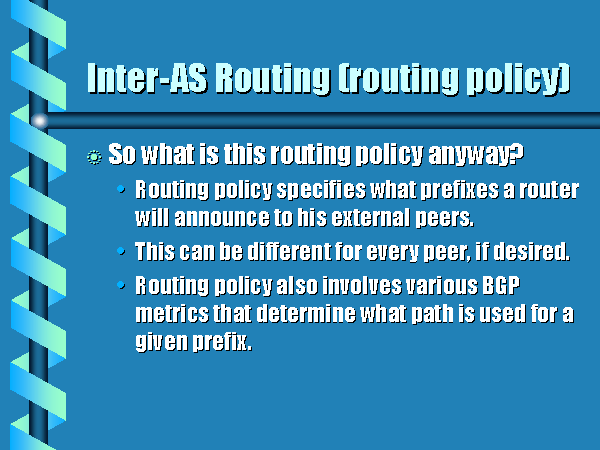 Inter-AS Routing (routing policy)
So what is this routing policy anyway?
Routing policy specifies what prefixes a router
will announce to his external peers.
This can be different for every peer, if desired.
Routing policy also involves various BGP
metrics that determine what path is used for a
given prefix.